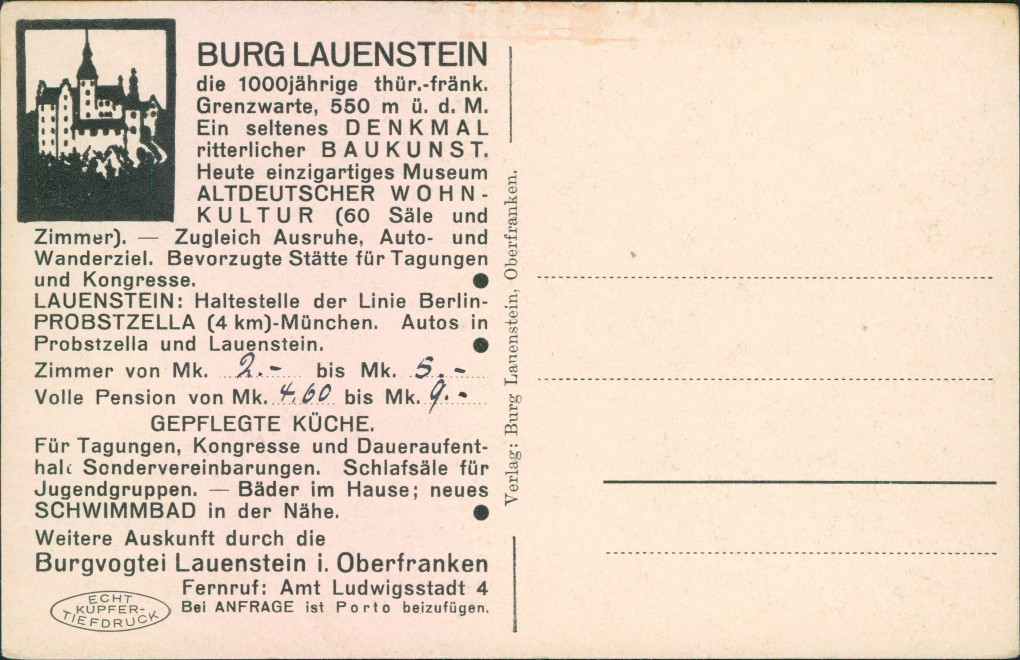 BURG LAUENSTEIN
die 1000jährige thür.-fränk.
Grenzwarte, 550 m ü. d. M.
Ein seltenes DENKMAL
ritterlicher BAUKUNST.
Heute einzigartiges Museum
ALTDEUTSCHER WOHN-
KULTUR (60 Säle und
Zimmer). — Zugleich Ausruhe, Auto- und
Wanderziel. Bevorzugte Stätte für Tagungen
und Kongresse. ●
LAUENSTEIN: Haltestelle der Linie Berlin-
PROBSTZELLA (4 km)-München. Autos in
Probstzella und Lauenstein. ●
Zimmer von Mk. 2.- bis Mk. 5.-
Volle Pension von Mk. 4.60 bis Mk. 9.-
GEPFLEGTE KÜCHE.
Für Tagungen, Kongresse und Daueraufent-
halt Sondervereinbarungen. Schlafsäle für
Jugendgruppen. — Bäder im Hause; neues
SCHWIMMBAD in der Nähe. ●
Weitere Auskunft durch die
Burgvogtei Lauenstein i. Oberfranken
Fernruf: Amt Ludwigsstadt 4
Bei ANFRAGE ist Porto beizufügen.
ECHT
KUPFER-
TIEFDRUCK
Verlag: Burg Lauenstein, Oberfranken.